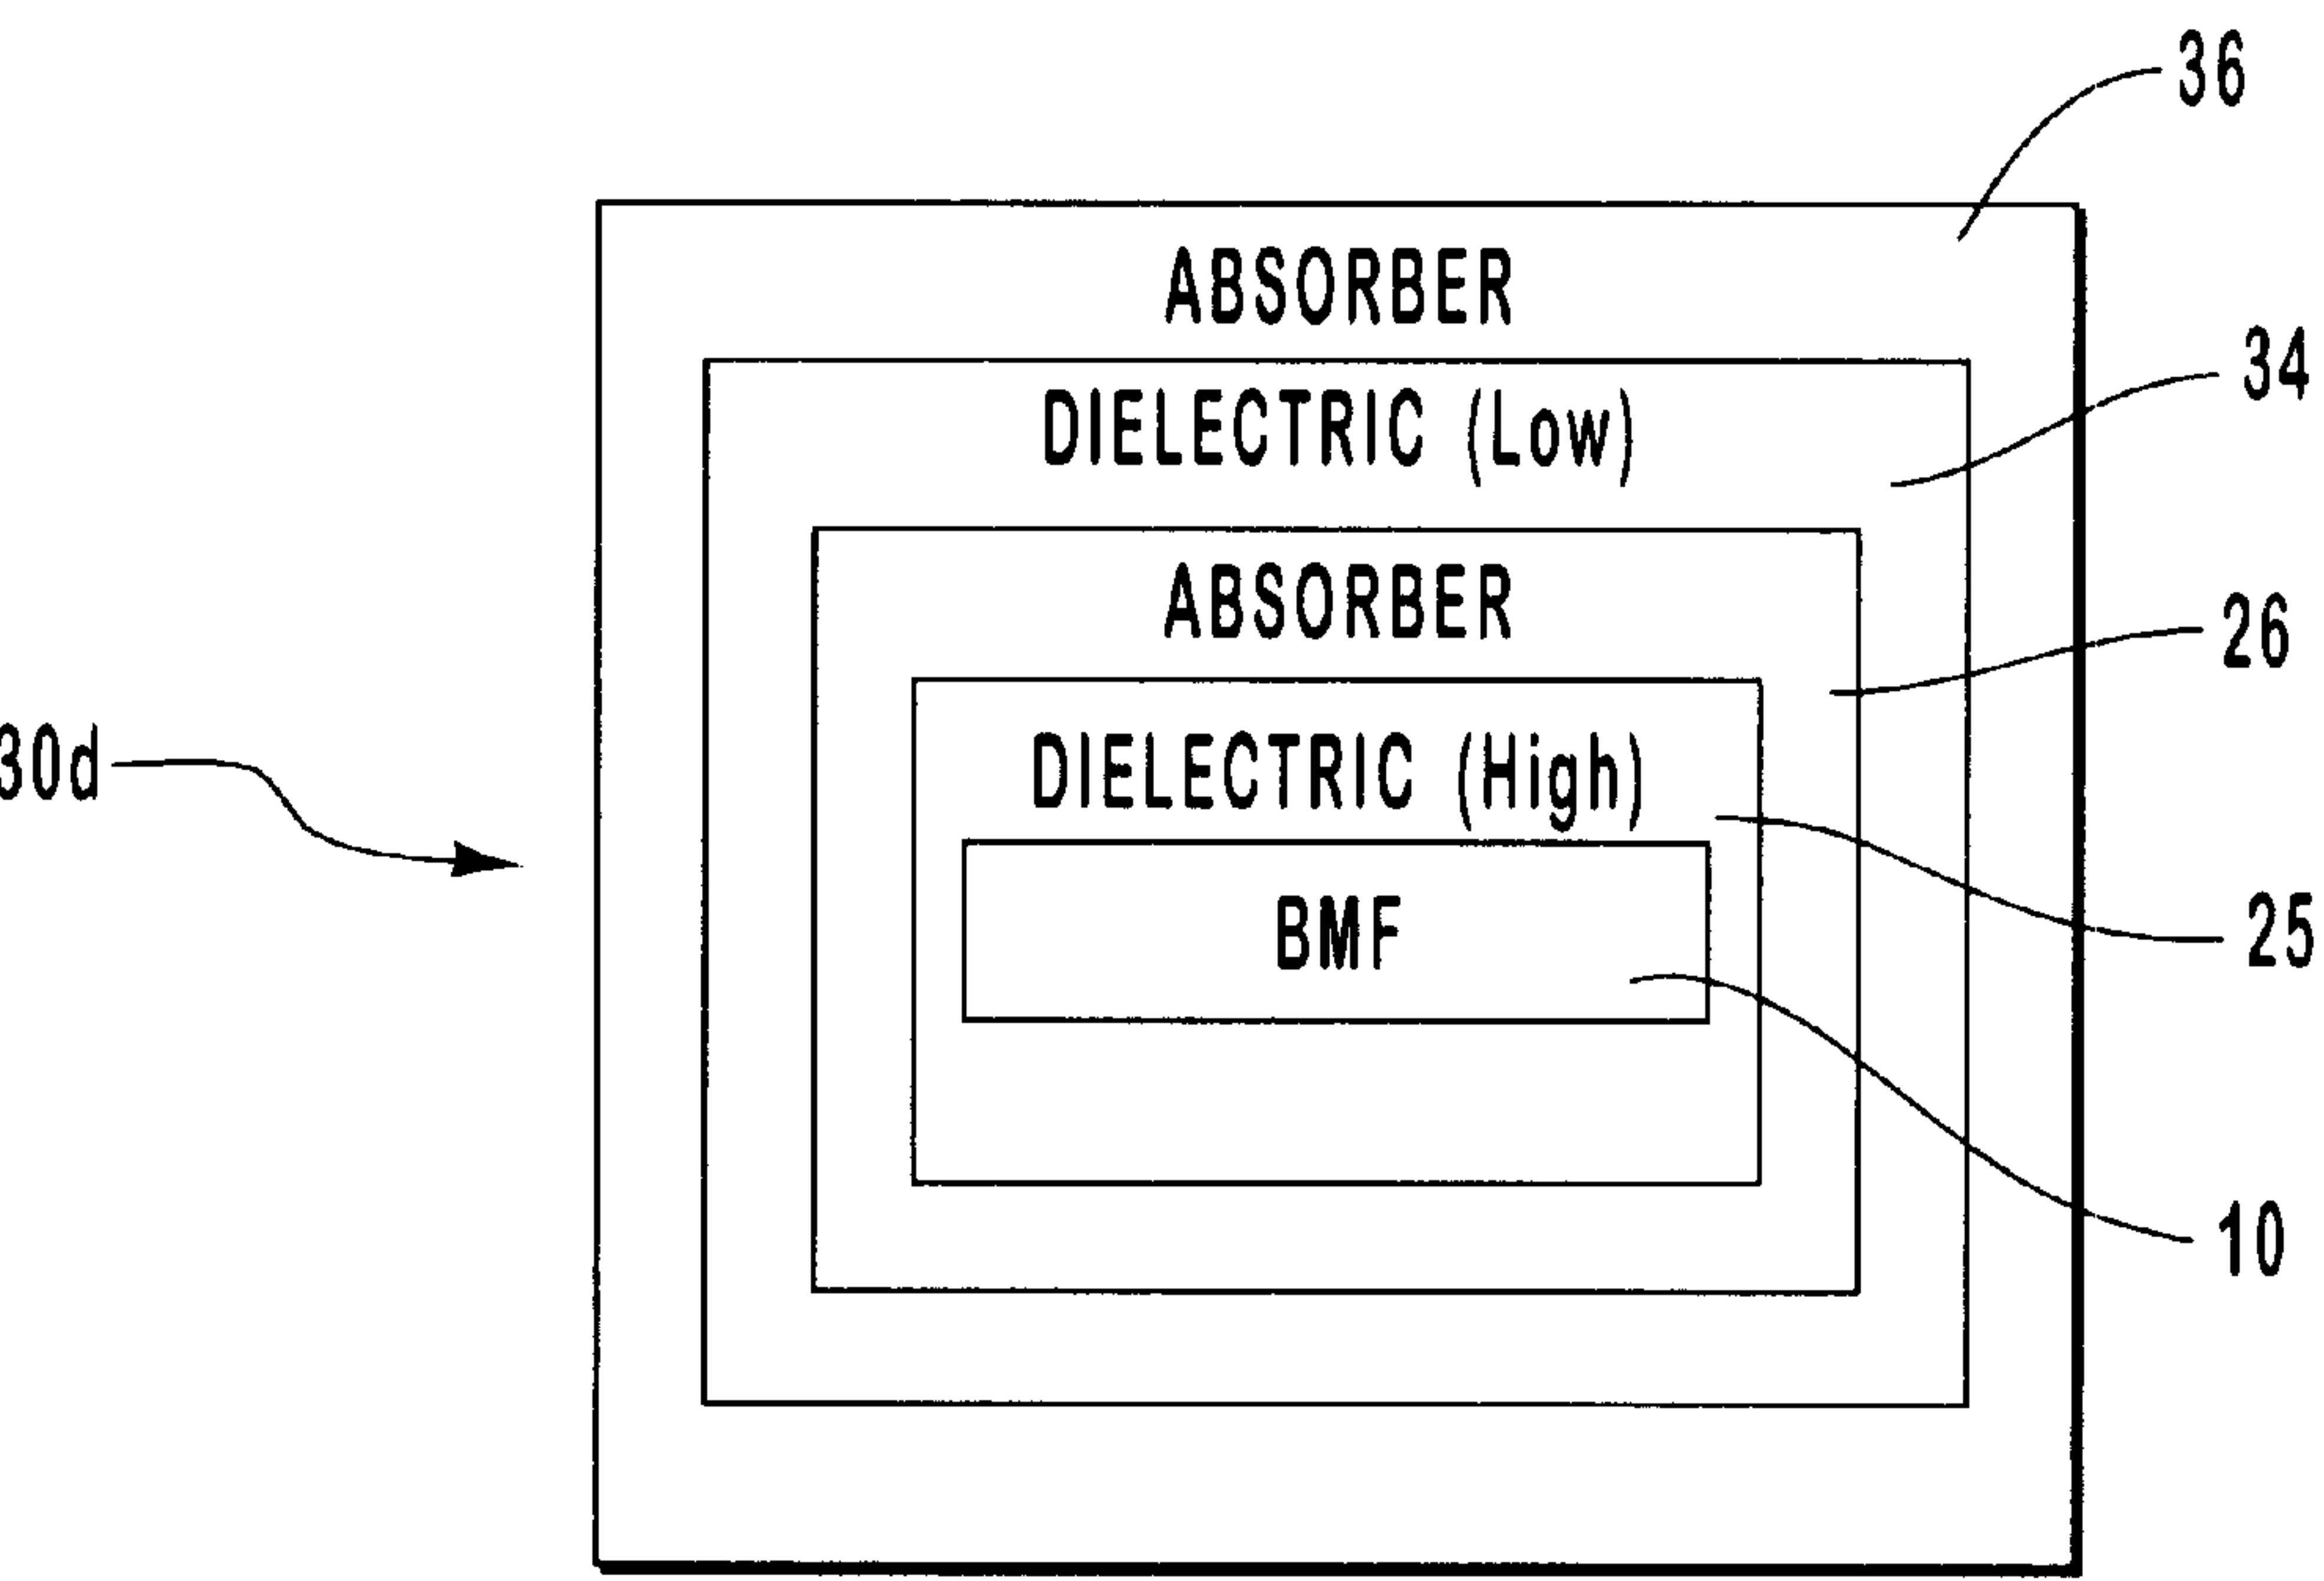 36
ABSORBER
34
DIELECTRIC (Low)
ABSORBER
26
30d
DIELECTRIC (High)
BMF
25
10